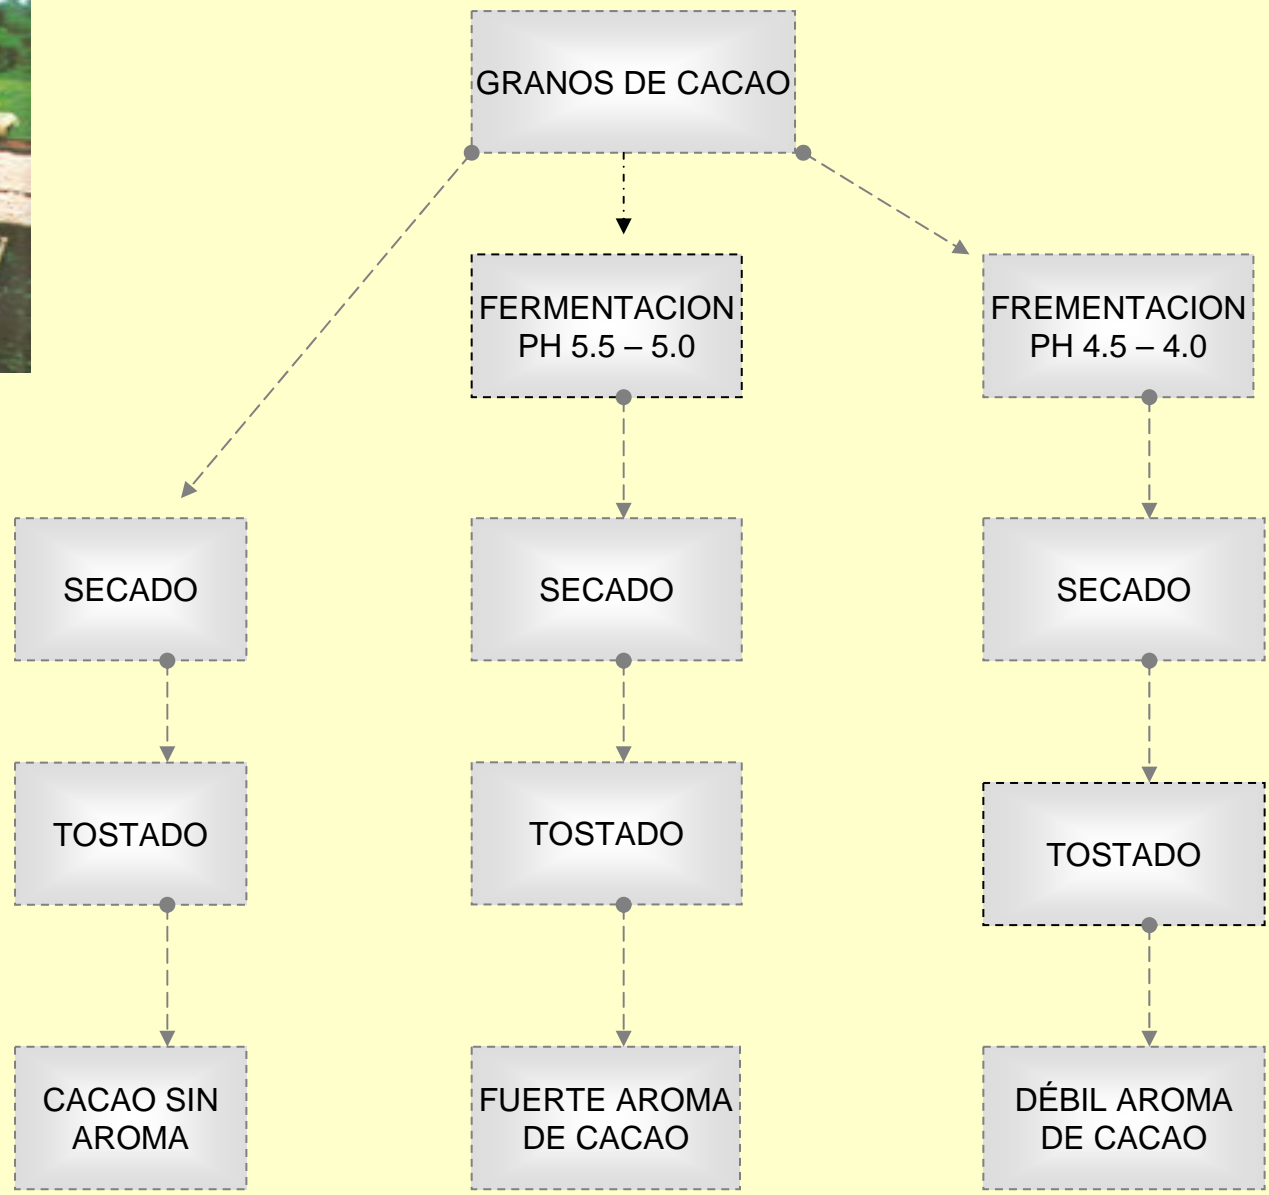 GRANOS DE CACAO
FERMENTACION
PH 5.5 – 5.0
FREMENTACION
PH 4.5 – 4.0
SECADO
SECADO
SECADO
TOSTADO
TOSTADO
TOSTADO
CACAO SIN
AROMA
FUERTE AROMA
DE CACAO
DÉBIL AROMA
DE CACAO